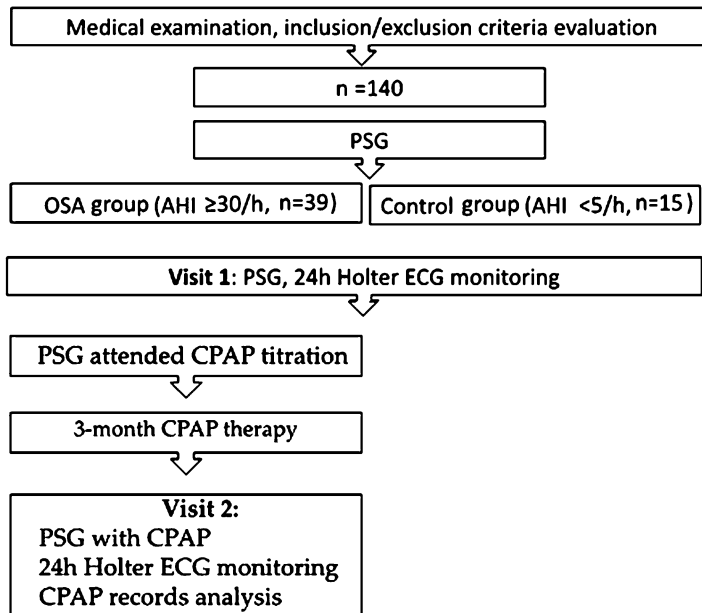 Medical examination, inclusion/exclusion criteria evaluation
n =140
PSG
OSA group (AHI ≥30/h, n=39)
Control group (AHI <5/h, n=15)
Visit 1: PSG, 24h Holter ECG monitoring
PSG attended CPAP titration
3-month CPAP therapy
Visit 2:
PSG with CPAP
24h Holter ECG monitoring
CPAP records analysis